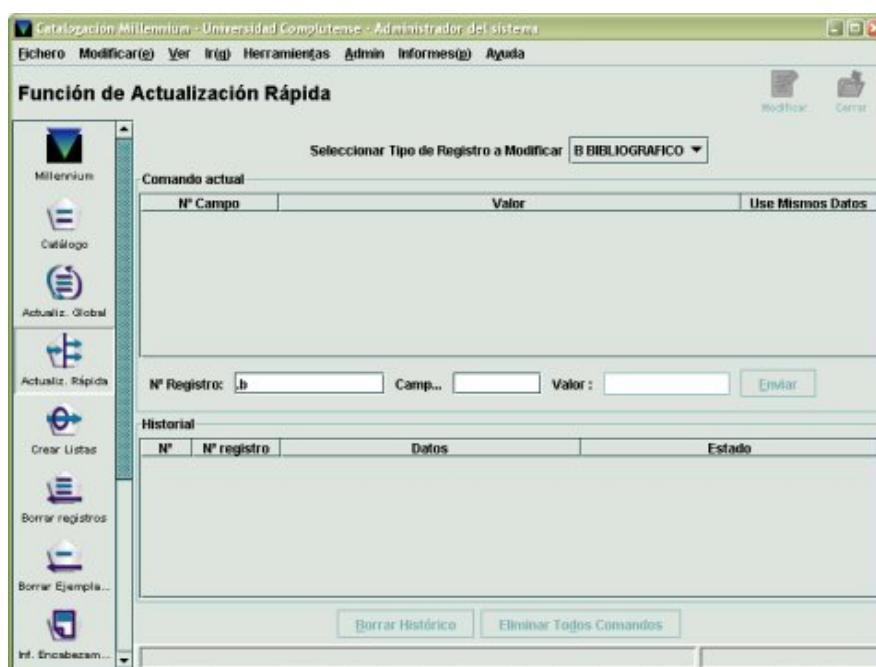 Catalogación Millennium - Universidad Complutense - Administrador del sistema
Fichero Modificar(e) Ver Ir(g) Herramientas Admin Informes(p) Ayuda
Función de Actualización Rápida
Modificar Cerrar
Seleccionar Tipo de Registro a Modificar B BIBLIOGRAFICO
Millennium
Comando actual
Nº Campo Valor Use Mismos Datos
Catálogo
Actualiz. Global
Actualiz. Rápida
Nº Registro: .b Camp... Valor : Enviar
Historial
Nº Nº registro Datos Estado
Crear Listas
Borrar registros
Borrar Ejempla...
Borrar Histórico Eliminar Todos Comandos
Inf. Encabezam...